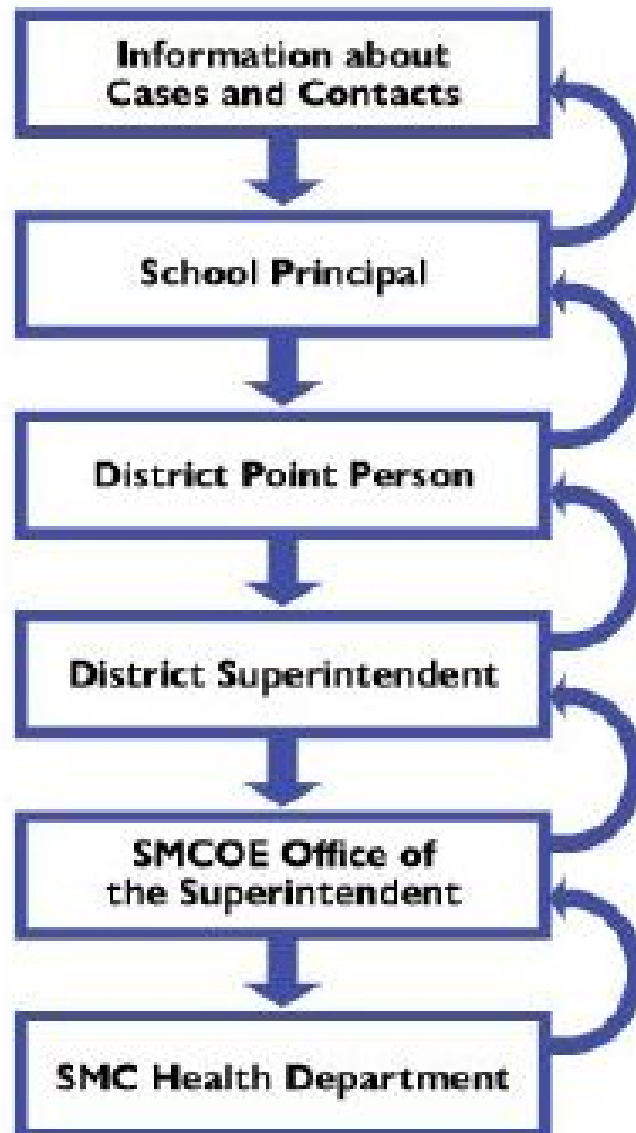 Information about
Cases and Contacts
School Principal
District Point Person
District Superintendent
SMCOE Office of
the Superintendent
SMC Health Department